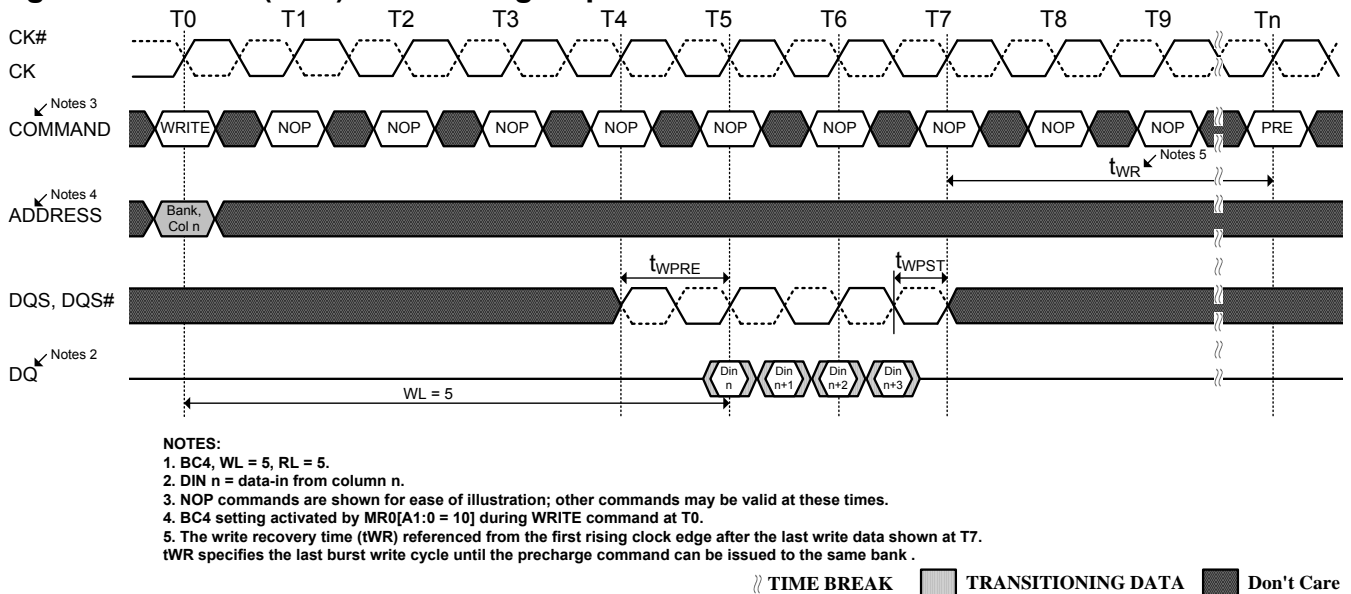 T0 T1 T2 T3 T4 T5 T6 T7 T8 T9 Tn
CK#
CK
Notes 3
COMMAND
WRITE NOP NOP NOP NOP NOP NOP NOP NOP NOP PRE
tWR Notes 5
Notes 4
ADDRESS
Bank,
Col n
tWPRE tWPST
DQS, DQS#
Notes 2
DQ
Din n Din n+1 Din n+2 Din n+3
WL = 5
NOTES:
1. BC4, WL = 5, RL = 5.
2. DIN n = data-in from column n.
3. NOP commands are shown for ease of illustration; other commands may be valid at these times.
4. BC4 setting activated by MR0[A1:0 = 10] during WRITE command at T0.
5. The write recovery time (tWR) referenced from the first rising clock edge after the last write data shown at T7.
tWR specifies the last burst write cycle until the precharge command can be issued to the same bank .
TIME BREAK TRANSITIONING DATA Don't Care